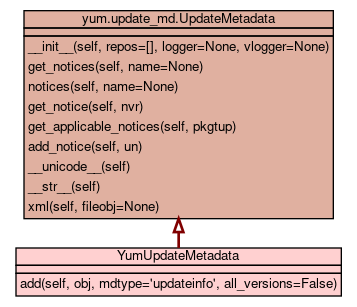 yum.update_md.UpdateMetadata
__init__(self, repos=[], logger=None, vlogger=None)
get_notices(self, name=None)
notices(self, name=None)
get_notice(self, nvr)
get_applicable_notices(self, pkgtup)
add_notice(self, un)
__unicode__(self)
__str__(self)
xml(self, fileobj=None)
YumUpdateMetadata
add(self, obj, mdtype='updateinfo', all_versions=False)